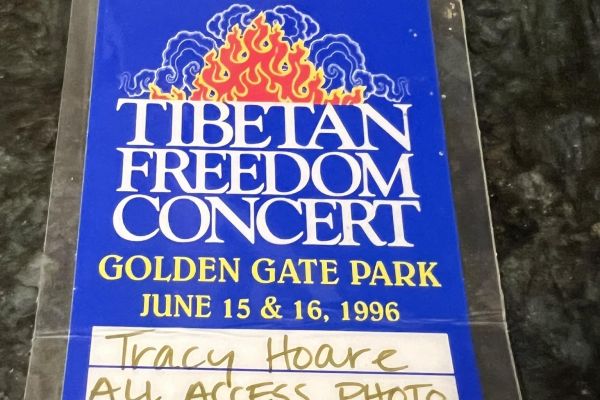 TIBETAN
FREEDOM
CONCERT
GOLDEN GATE PARK
JUNE 15 & 16, 1996
Tracy Hoare
ALL ACCESS PHOTO